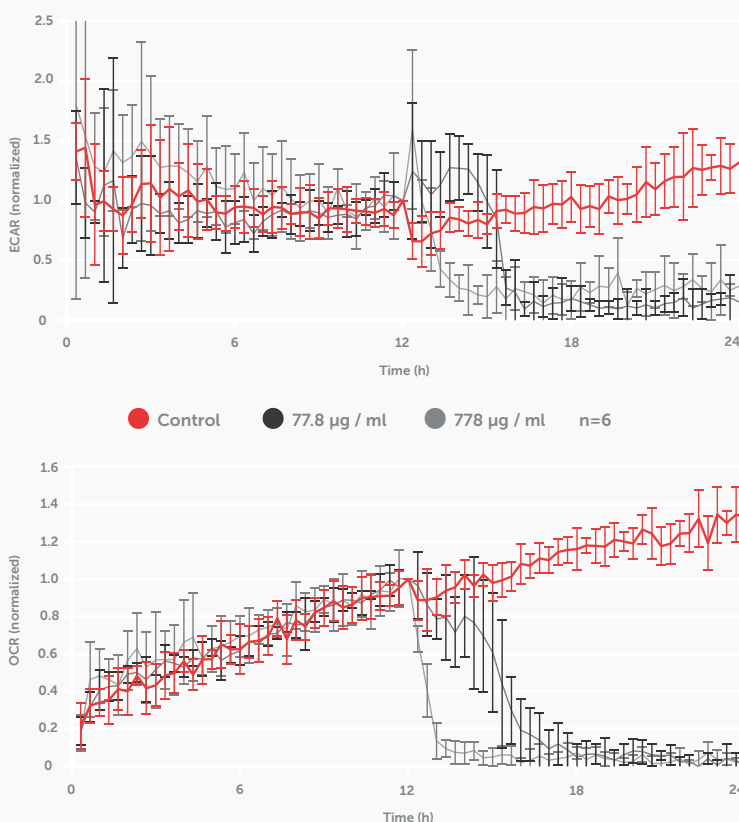 2.5
2.0
1.5
1.0
0.5
0
ECAR (normalized)
0 6 12 18 24
Time (h)
Control 77.8 µg / ml 778 µg / ml n=6
1.6
1.4
1.2
1.0
0.8
0.6
0.4
0.2
0
OCR (normalized)
0 6 12 18 24
Time (h)